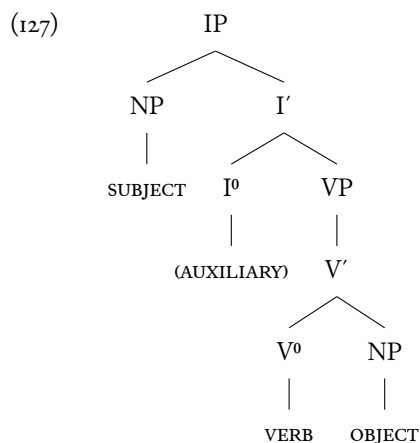 (127) IP
NP I′
SUBJECT I⁰ VP
(AUXILIARY) V′
V⁰ NP
VERB OBJECT